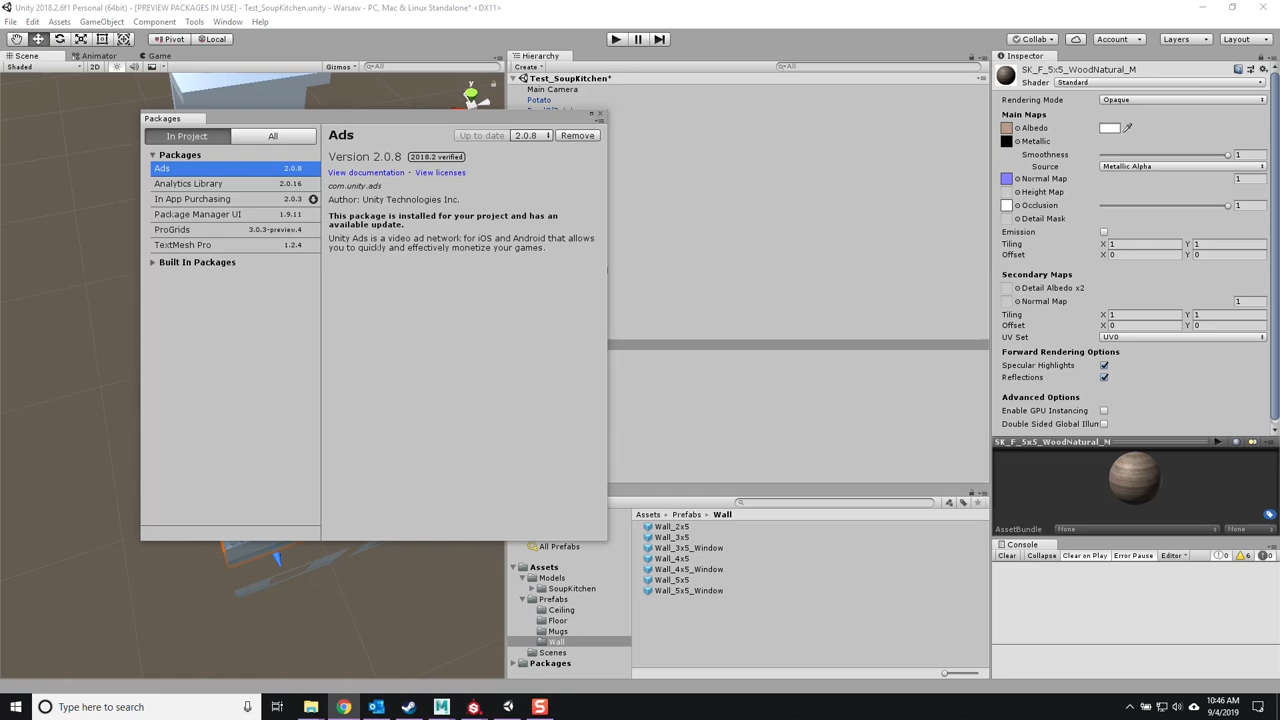 Unity 2018.2.6f1 Personal (64bit) - [PREVIEW PACKAGES IN USE] - Test_SoupKitchen.unity - Warsaw - PC, Mac & Linux Standalone* <DX11>
File Edit Assets GameObject Component Tools Window Help
Pivot Local Collab Account Layers Layout
Scene Animator Game
Shaded 2D Gizmos All
Hierarchy
Create All
Test_SoupKitchen*
Main Camera
Potato
Packages
In Project All
Packages
Ads 2.0.8
Analytics Library 2.0.16
In App Purchasing 2.0.3
Package Manager UI 1.9.11
ProGrids 3.0.3-preview.4
TextMesh Pro 1.2.4
Built In Packages
Ads Up to date 2.0.8 Remove
Version 2.0.8 2018.2 verified
View documentation - View licenses
com.unity.ads
Author: Unity Technologies Inc.
This package is installed for your project and has an
available update.
Unity Ads is a video ad network for iOS and Android that allows
you to quickly and effectively monetize your games.
All Prefabs
Assets
Models
SoupKitchen
Prefabs
Ceiling
Floor
Mugs
Wall
Scenes
Packages
Assets Prefabs Wall
Wall_2x5
Wall_3x5
Wall_3x5_Window
Wall_4x5
Wall_4x5_Window
Wall_5x5
Wall_5x5_Window
Inspector
SK_F_5x5_WoodNatural_M
Shader Standard
Rendering Mode Opaque
Main Maps
Albedo
Metallic
Smoothness 1
Source Metallic Alpha
Normal Map 1
Height Map
Occlusion 1
Detail Mask
Emission
Tiling X 1 Y 1
Offset X 0 Y 0
Secondary Maps
Detail Albedo x2
Normal Map 1
Tiling X 1 Y 1
Offset X 0 Y 0
UV Set UV0
Forward Rendering Options
Specular Highlights
Reflections
Advanced Options
Enable GPU Instancing
Double Sided Global Illum
SK_F_5x5_WoodNatural_M
AssetBundle None None
Console
Clear Collapse Clear on Play Error Pause Editor 0 6 0
Type here to search
10:46 AM
9/4/2019